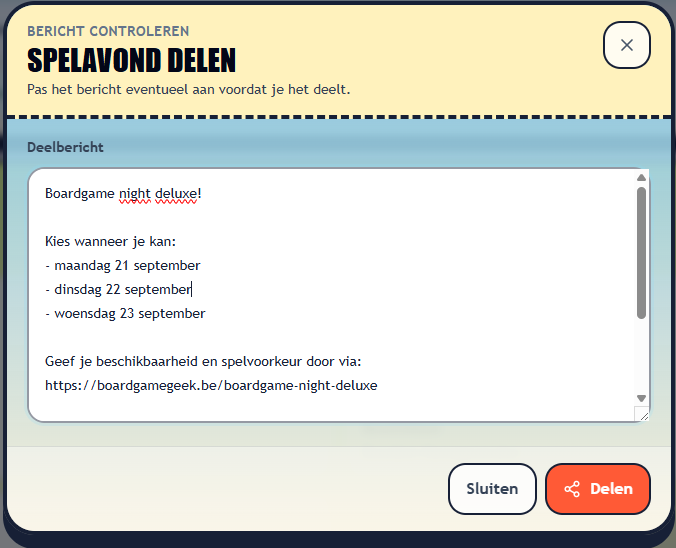 BERICHT CONTROLEREN
SPELAVOND DELEN
Pas het bericht eventueel aan voordat je het deelt.
Deelbericht
Boardgame night deluxe!
Kies wanneer je kan:
- maandag 21 september
- dinsdag 22 september
- woensdag 23 september
Geef je beschikbaarheid en spelvoorkeur door via:
https://boardgamegeek.be/boardgame-night-deluxe
Sluiten
Delen